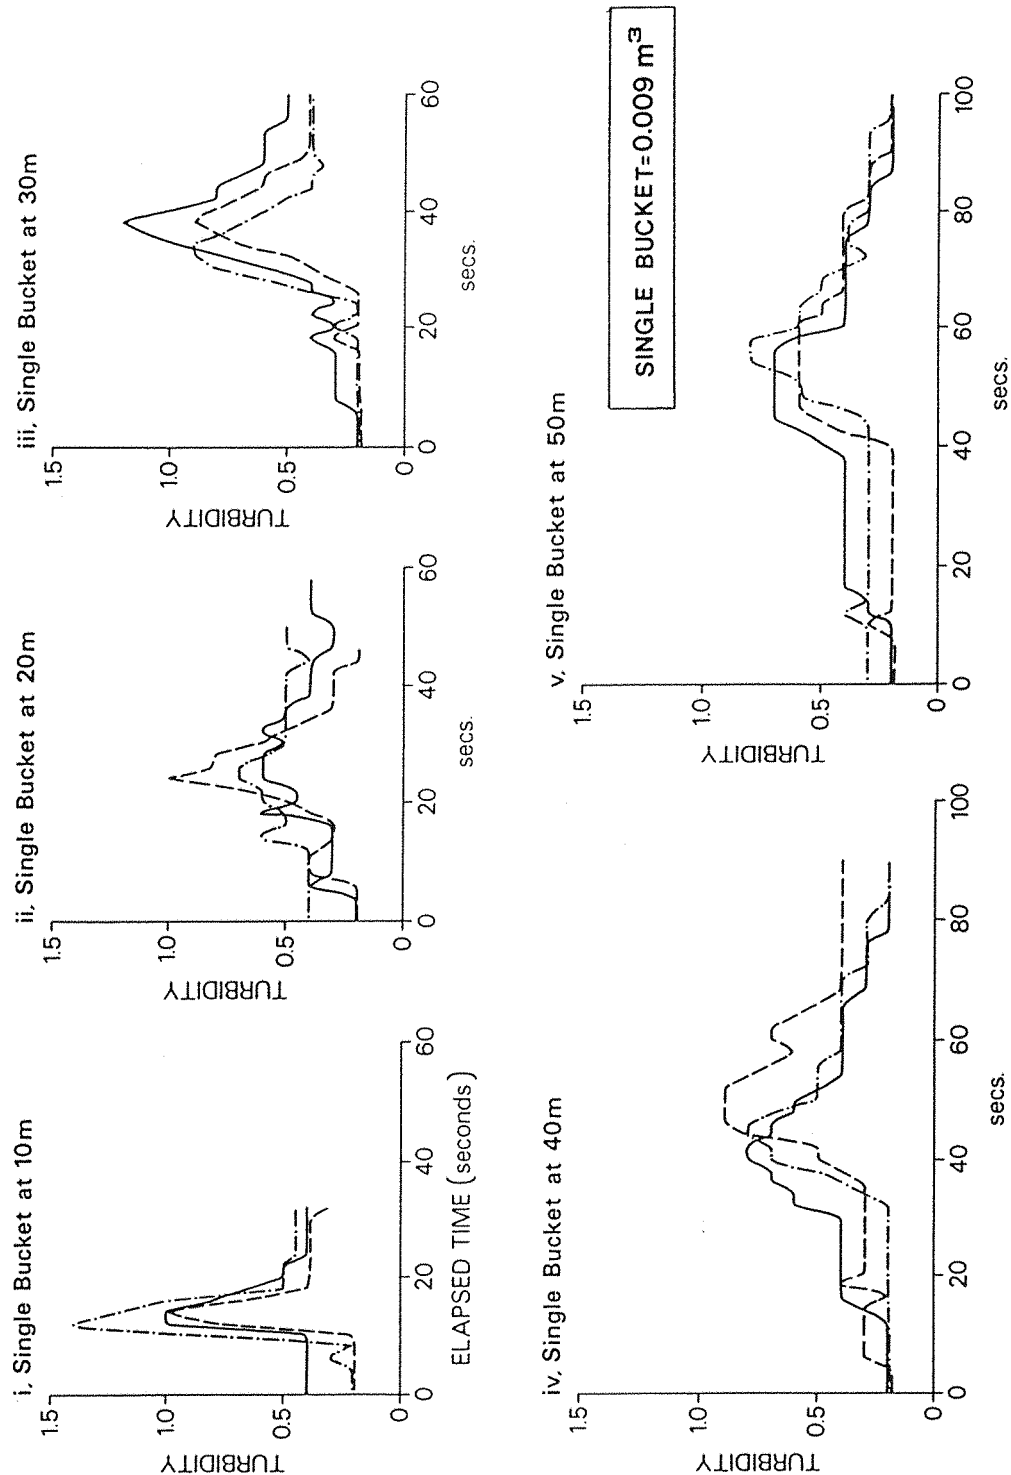 i, Single Bucket at 10m
TURBIDITY
1.5
1.0
0.5
0
0
20
40
60
ELAPSED TIME (seconds)
ii, Single Bucket at 20m
TURBIDITY
1.5
1.0
0.5
0
0
20
40
60
secs.
iii, Single Bucket at 30m
TURBIDITY
1.5
1.0
0.5
0
0
20
40
60
secs.
iv, Single Bucket at 40m
TURBIDITY
1.5
1.0
0.5
0
0
20
40
60
80
100
secs.
v, Single Bucket at 50m
TURBIDITY
1.5
1.0
0.5
0
0
20
40
60
80
100
secs.
SINGLE BUCKET=0.009 m³